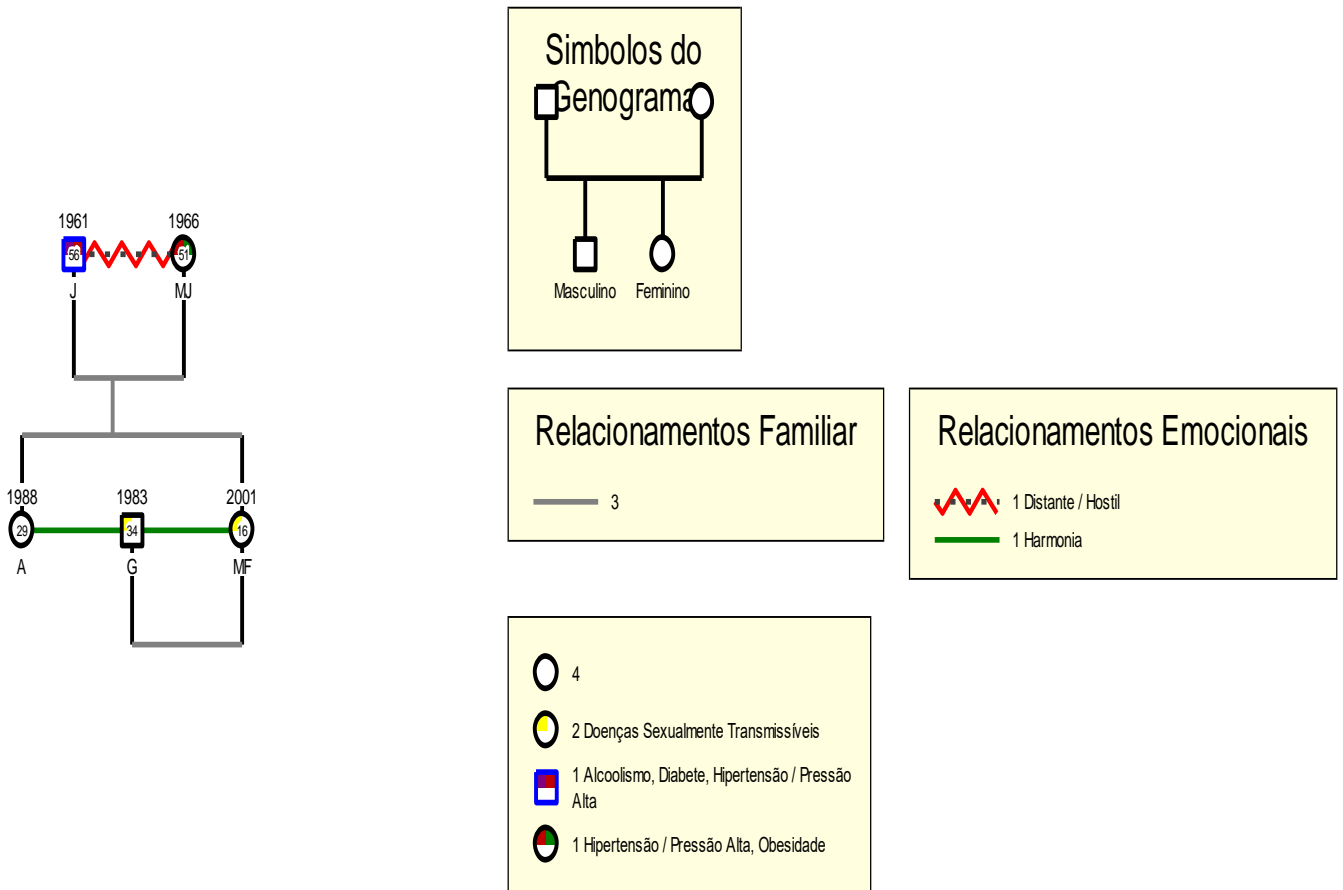 Simbolos do
Genograma
Masculino Feminino
1961 1966
56 51
J MJ
1988 1983 2001
29 34 16
A G MF
Relacionamentos Familiar
3
Relacionamentos Emocionais
1 Distante / Hostil
1 Harmonia
4
2 Doenças Sexualmente Transmissíveis
1 Alcoolismo, Diabete, Hipertensão / Pressão
Alta
1 Hipertensão / Pressão Alta, Obesidade